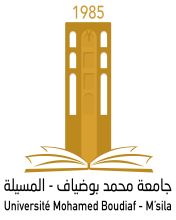 1985
جامعة محمد بوضياف - المسيلة
Université Mohamed Boudiaf - M'sila